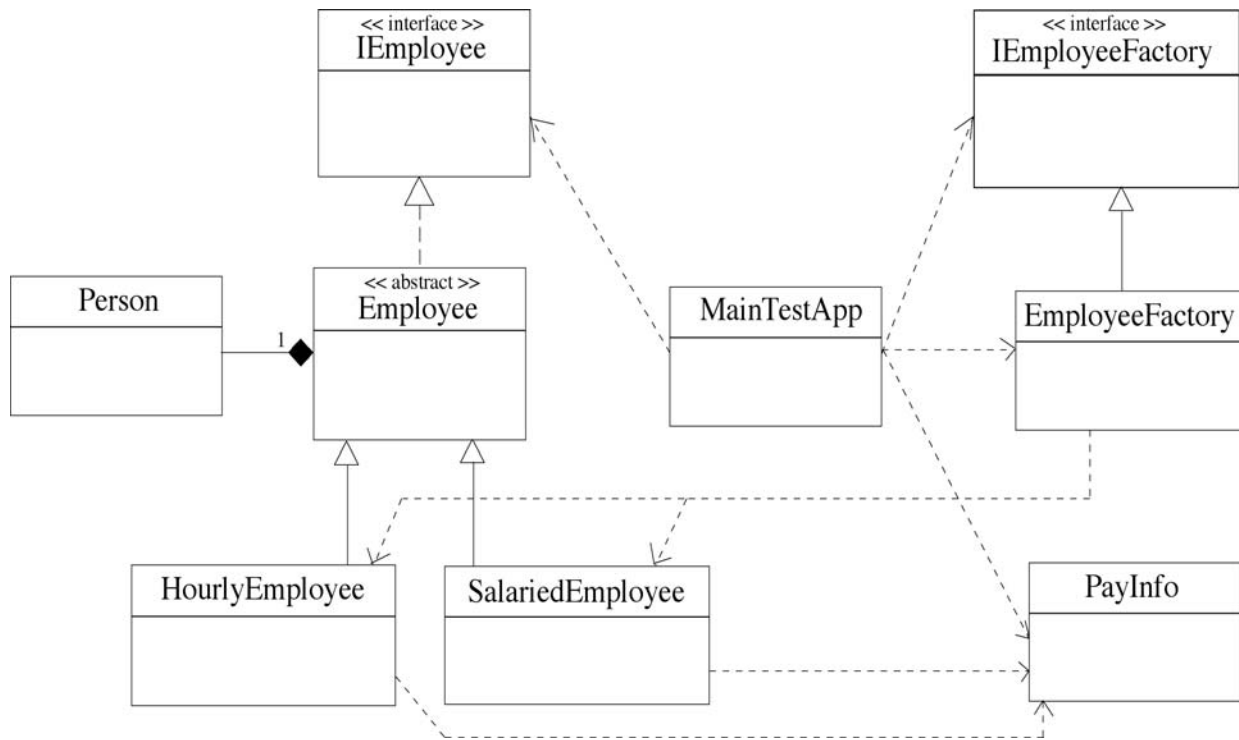 << interface >>
IEmployee
<< interface >>
IEmployeeFactory
Person
1
<< abstract >>
Employee
MainTestApp
EmployeeFactory
HourlyEmployee
SalariedEmployee
PayInfo